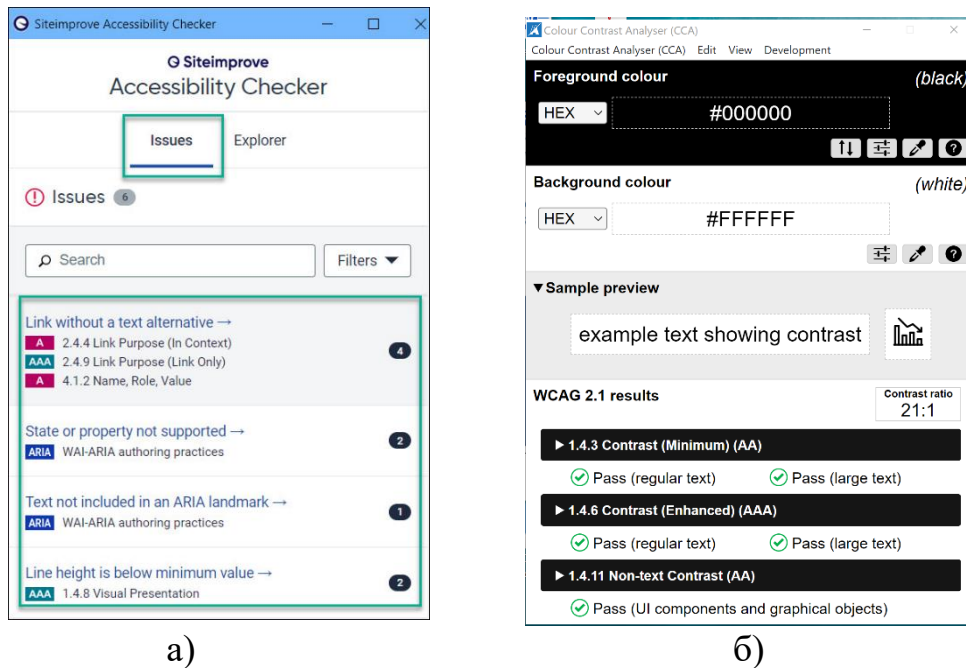 Siteimprove Accessibility Checker
Siteimprove
Accessibility Checker
Issues Explorer
Issues 6
Search Filters
Link without a text alternative →
A 2.4.4 Link Purpose (In Context)
4
AAA 2.4.9 Link Purpose (Link Only)
A 4.1.2 Name, Role, Value
State or property not supported →
2
ARIA WAI-ARIA authoring practices
Text not included in an ARIA landmark →
1
ARIA WAI-ARIA authoring practices
Line height is below minimum value →
2
AAA 1.4.8 Visual Presentation
а)
Colour Contrast Analyser (CCA)
Colour Contrast Analyser (CCA) Edit View Development
Foreground colour (black)
HEX #000000
Background colour (white)
HEX #FFFFFF
▼Sample preview
example text showing contrast
WCAG 2.1 results
Contrast ratio
21:1
▶ 1.4.3 Contrast (Minimum) (AA)
Pass (regular text) Pass (large text)
▶ 1.4.6 Contrast (Enhanced) (AAA)
Pass (regular text) Pass (large text)
▶ 1.4.11 Non-text Contrast (AA)
Pass (UI components and graphical objects)
б)